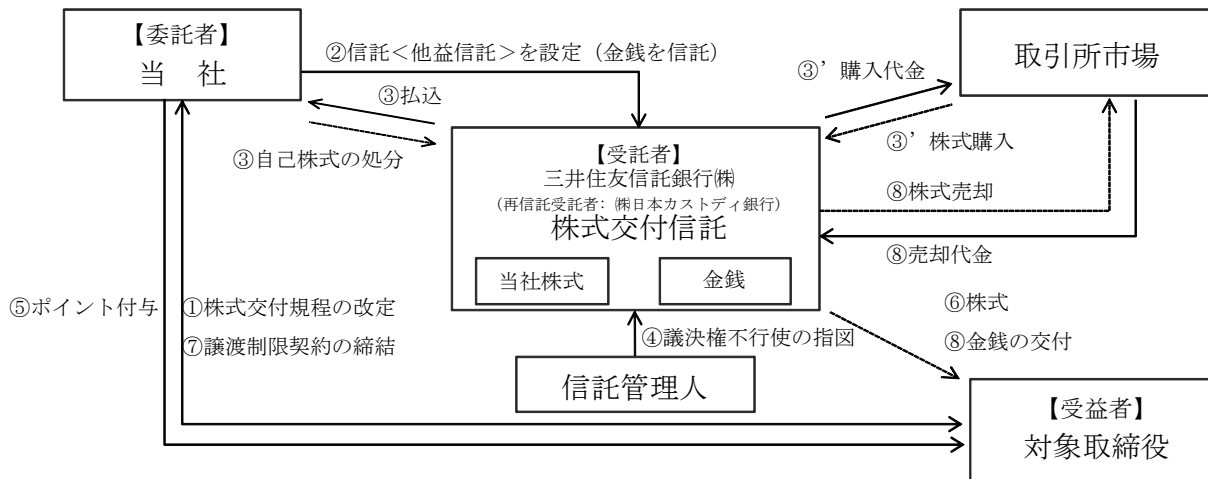 【委託者】
当　社
②信託＜他益信託＞を設定（金銭を信託）
③払込
③自己株式の処分
③’購入代金
取引所市場
③’株式購入
【受託者】
三井住友信託銀行㈱
(再信託受託者：㈱日本カストディ銀行)
株式交付信託
当社株式
金銭
⑧株式売却
⑧売却代金
⑤ポイント付与
①株式交付規程の改定
⑦譲渡制限契約の締結
④議決権不行使の指図
⑥株式
⑧金銭の交付
信託管理人
【受益者】
対象取締役